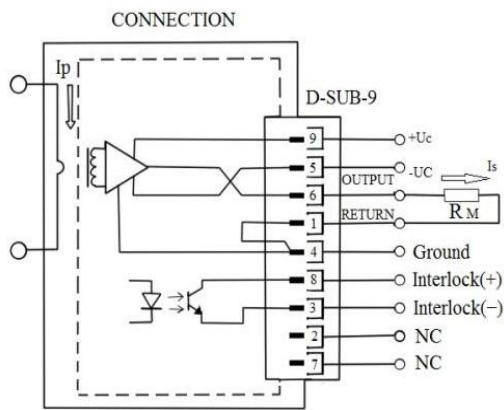 CONNECTION
Ip
D-SUB-9
9 +Uc
5 -UC
6 OUTPUT
Is
RM
1 RETURN
4 Ground
8 Interlock(+)
3 Interlock(−)
2 NC
7 NC